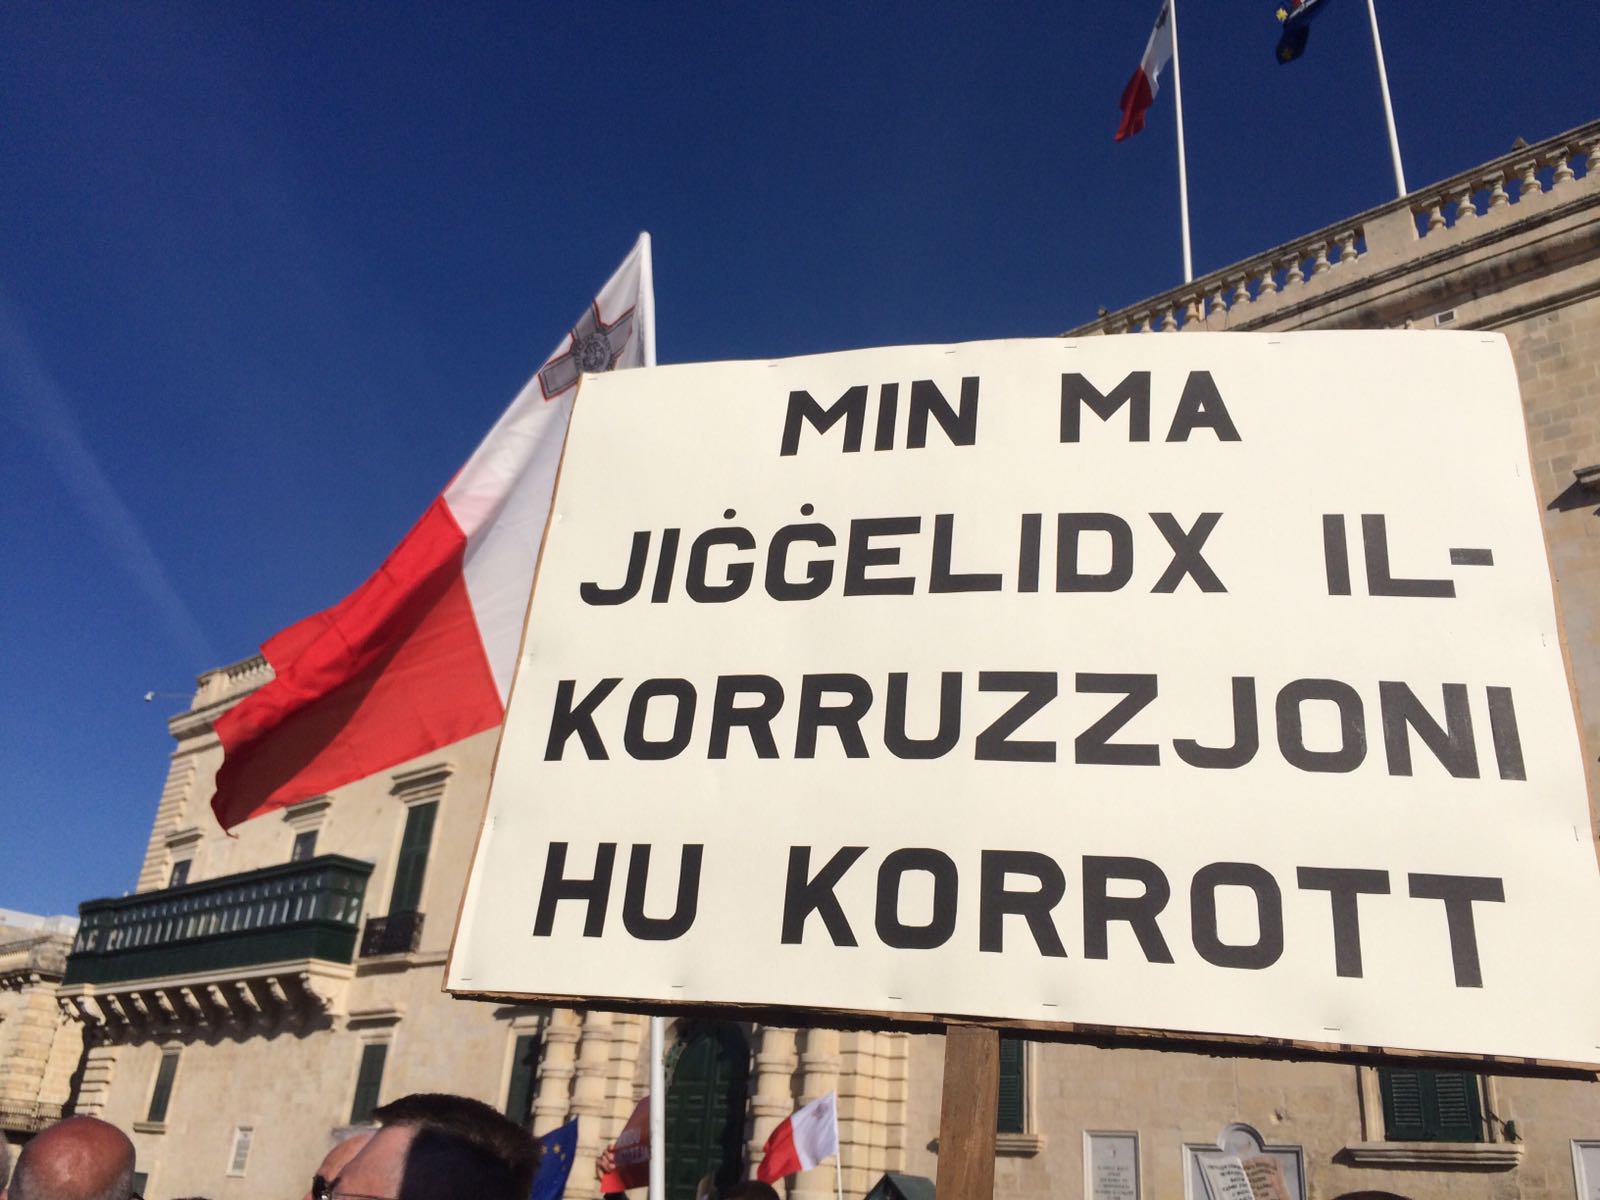 MIN MA
JIĠĠELIDX IL-
KORRUZZJONI
HU KORROTT